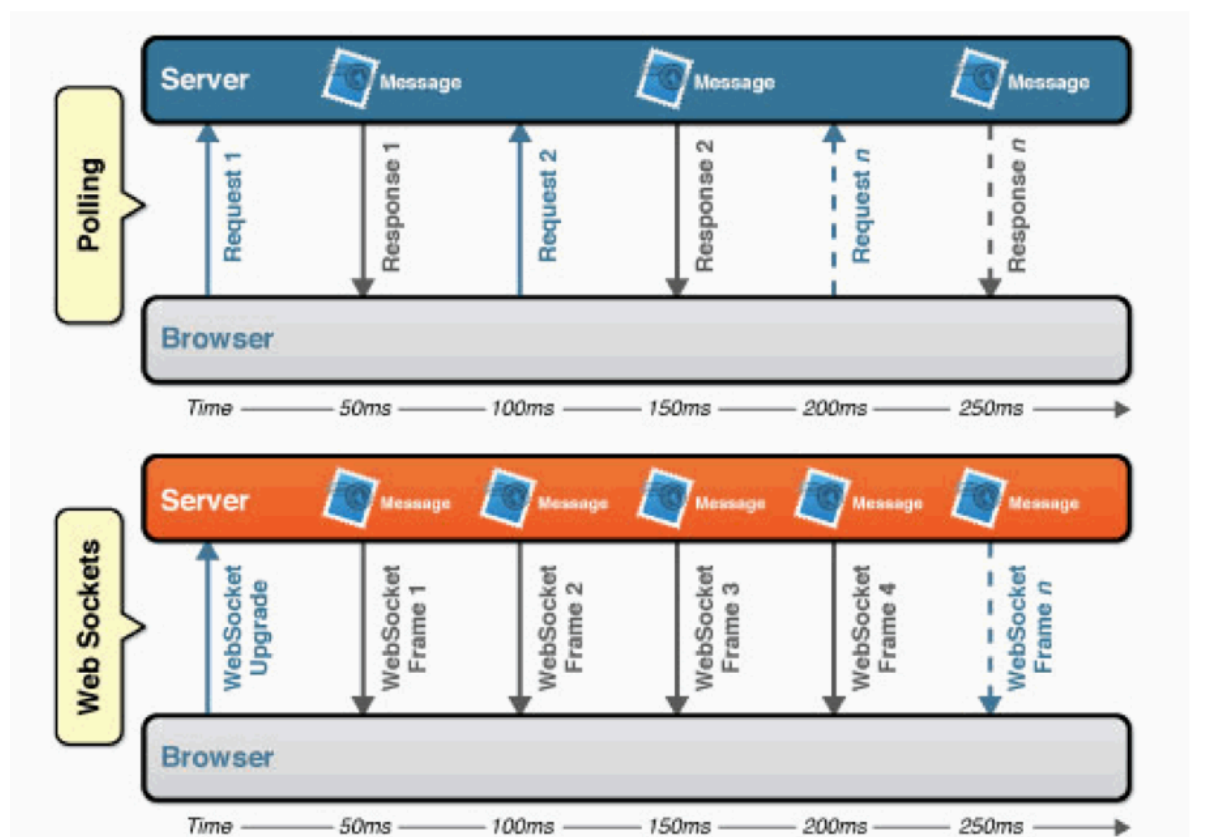 Polling
Server
Message
Message
Message
Request 1
Response 1
Request 2
Response 2
Request n
Response n
Browser
Time
50ms
100ms
150ms
200ms
250ms
Web Sockets
Server
Message
Message
Message
Message
Message
WebSocket
Upgrade
WebSocket
Frame 1
WebSocket
Frame 2
WebSocket
Frame 3
WebSocket
Frame 4
WebSocket
Frame n
Browser
Time
50ms
100ms
150ms
200ms
250ms